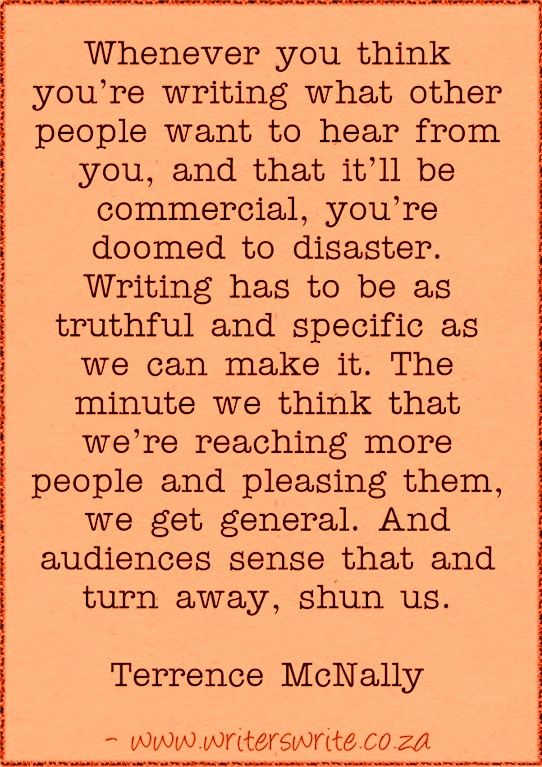 Whenever you think
you're writing what other
people want to hear from
you, and that it'll be
commercial, you're
doomed to disaster.
Writing has to be as
truthful and specific as
we can make it. The
minute we think that
we're reaching more
people and pleasing them,
we get general. And
audiences sense that and
turn away, shun us.
Terrence McNally
- www.writerswrite.co.za